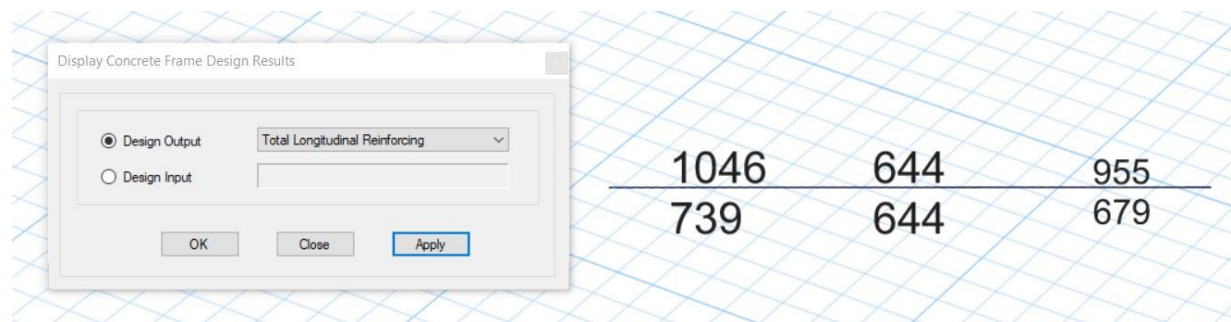 Display Concrete Frame Design Results
Design Output
Total Longitudinal Reinforcing
Design Input
OK
Close
Apply
1046 644 955
739 644 679